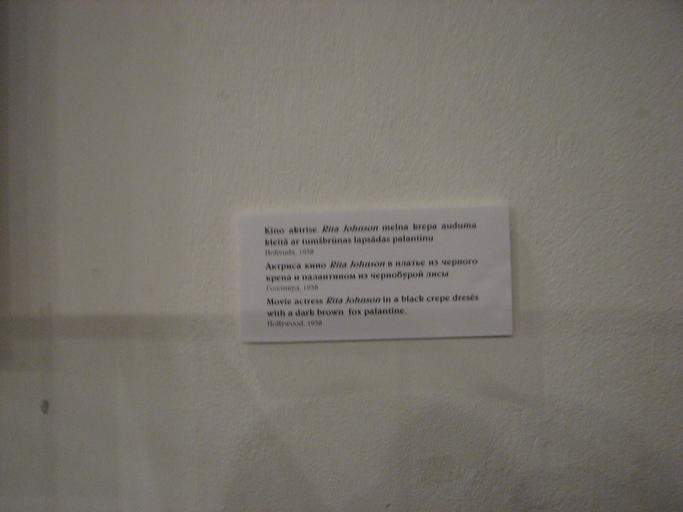 Kino aktrise Rita Johnson melna krepa auduma
kleitā ar tumšbrūnas lapsādas palantīnu
Holivuda, 1938
Актриса кино Rita Johnson в платье из черного
крепа и палантином из чернобурой лисы
Голливуд, 1938
Movie actress Rita Johnson in a black crepe dresës
with a dark brown fox palantine.
Hollywood, 1938